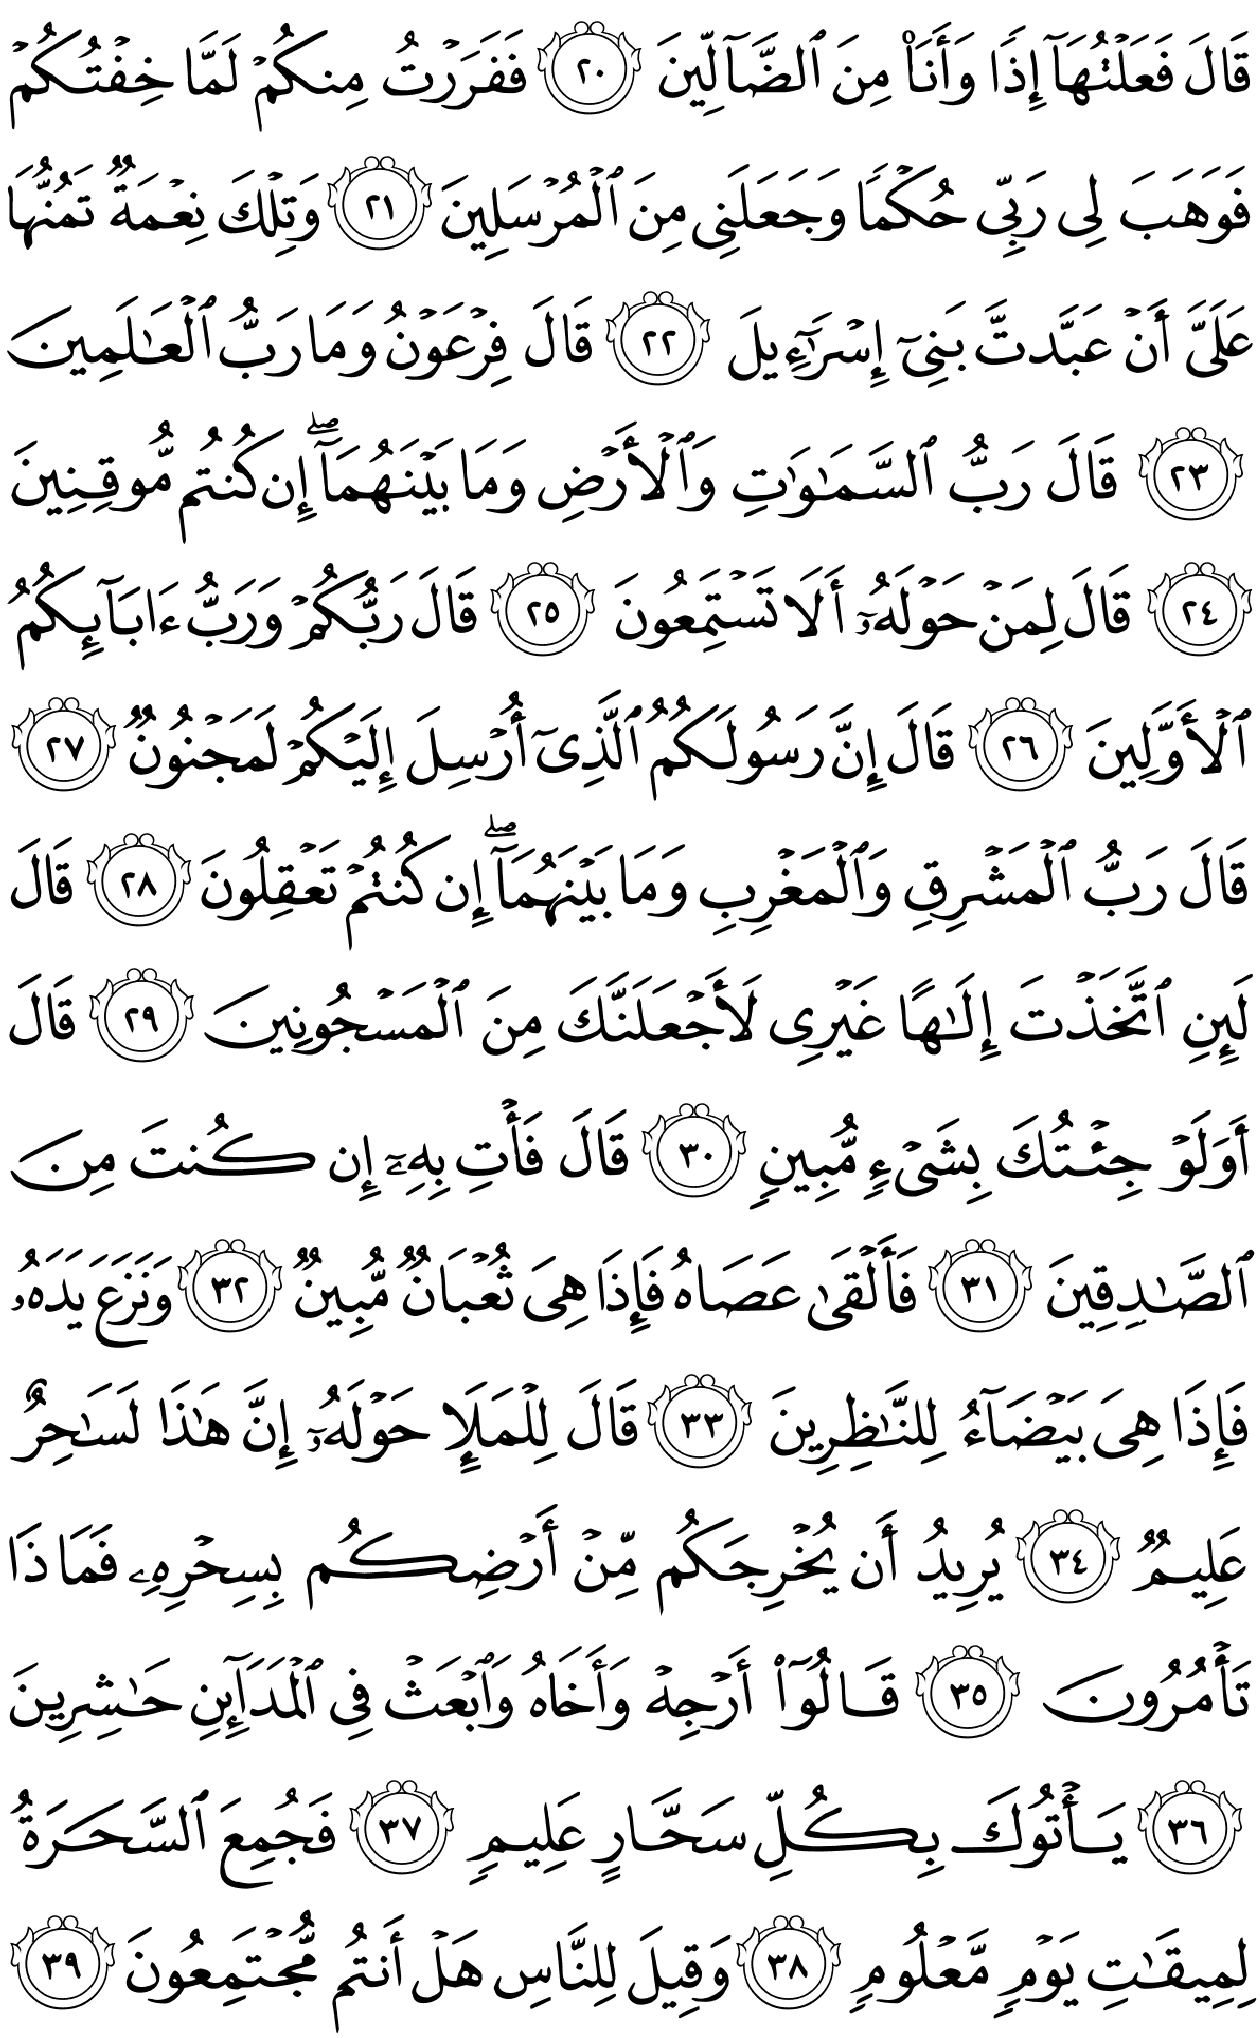 قَالَ فَعَلۡتُهَآ إِذٗا وَأَنَا۠ مِنَ ٱلضَّآلِّينَ ٢٠ فَفَرَرۡتُ مِنكُمۡ لَمَّا خِفۡتُكُمۡ
فَوَهَبَ لِي رَبِّي حُكۡمٗا وَجَعَلَنِي مِنَ ٱلۡمُرۡسَلِينَ ٢١ وَتِلۡكَ نِعۡمَةٞ تَمُنُّهَا
عَلَيَّ أَنۡ عَبَّدتَّ بَنِيٓ إِسۡرَٰٓءِيلَ ٢٢ قَالَ فِرۡعَوۡنُ وَمَا رَبُّ ٱلۡعَٰلَمِينَ
٢٣ قَالَ رَبُّ ٱلسَّمَٰوَٰتِ وَٱلۡأَرۡضِ وَمَا بَيۡنَهُمَآۖ إِن كُنتُم مُّوقِنِينَ
٢٤ قَالَ لِمَنۡ حَوۡلَهُۥٓ أَلَا تَسۡتَمِعُونَ ٢٥ قَالَ رَبُّكُمۡ وَرَبُّ ءَابَآئِكُمُ
ٱلۡأَوَّلِينَ ٢٦ قَالَ إِنَّ رَسُولَكُمُ ٱلَّذِيٓ أُرۡسِلَ إِلَيۡكُمۡ لَمَجۡنُونٞ ٢٧
قَالَ رَبُّ ٱلۡمَشۡرِقِ وَٱلۡمَغۡرِبِ وَمَا بَيۡنَهُمَآۖ إِن كُنتُمۡ تَعۡقِلُونَ ٢٨ قَالَ
لَئِنِ ٱتَّخَذۡتَ إِلَٰهًا غَيۡرِي لَأَجۡعَلَنَّكَ مِنَ ٱلۡمَسۡجُونِينَ ٢٩ قَالَ
أَوَلَوۡ جِئۡتُكَ بِشَيۡءٖ مُّبِينٖ ٣٠ قَالَ فَأۡتِ بِهِۦٓ إِن كُنتَ مِنَ
ٱلصَّٰدِقِينَ ٣١ فَأَلۡقَىٰ عَصَاهُ فَإِذَا هِيَ ثُعۡبَانٞ مُّبِينٞ ٣٢ وَنَزَعَ يَدَهُۥ
فَإِذَا هِيَ بَيۡضَآءُ لِلنَّٰظِرِينَ ٣٣ قَالَ لِلۡمَلَإِ حَوۡلَهُۥٓ إِنَّ هَٰذَا لَسَٰحِرٌ
عَلِيمٞ ٣٤ يُرِيدُ أَن يُخۡرِجَكُم مِّنۡ أَرۡضِكُم بِسِحۡرِهِۦ فَمَاذَا
تَأۡمُرُونَ ٣٥ قَالُوٓاْ أَرۡجِهۡ وَأَخَاهُ وَٱبۡعَثۡ فِي ٱلۡمَدَآئِنِ حَٰشِرِينَ
٣٦ يَأۡتُوكَ بِكُلِّ سَحَّارٍ عَلِيمٖ ٣٧ فَجُمِعَ ٱلسَّحَرَةُ
لِمِيقَٰتِ يَوۡمٖ مَّعۡلُومٖ ٣٨ وَقِيلَ لِلنَّاسِ هَلۡ أَنتُم مُّجۡتَمِعُونَ ٣٩